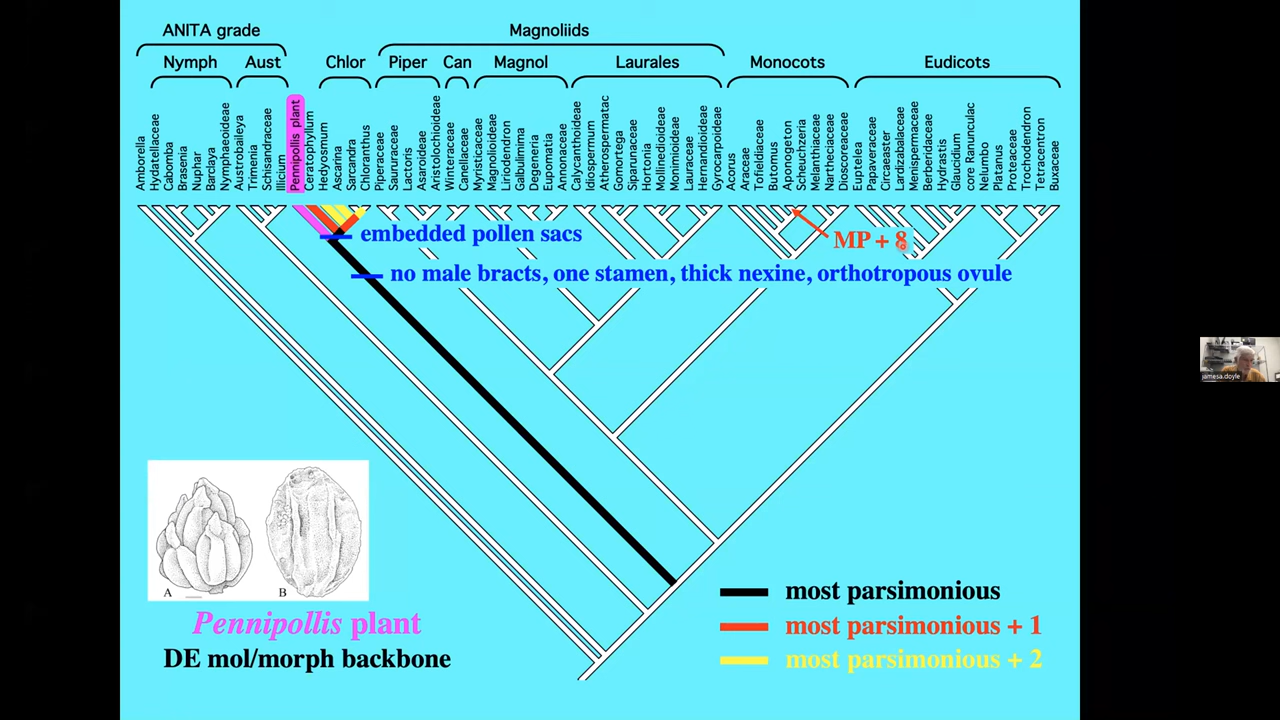 ANITA grade
Magnoliids
Nymph
Aust
Chlor
Piper
Can
Magnol
Laurales
Monocots
Eudicots
Amborella
Hydatellaceae
Cabomba
Brasenia
Nuphar
Barclaya
Nymphaeoideae
Austrobaileya
Trimenia
Schisandraceae
Illicium
Pennipollis plant
Ceratophyllum
Hedyosmum
Ascarina
Sarcandra
Chloranthus
Piperaceae
Saururaceae
Lactoris
Asaroideae
Aristolochioideae
Winteraceae
Canellaceae
Myristicaceae
Magnolioideae
Liriodendron
Galbulimima
Degeneria
Eupomatia
Annonaceae
Calycanthoideae
Idiospermum
Atherospermatac
Gomortega
Siparunaceae
Hortonia
Mollinedioideae
Monimioideae
Lauraceae
Hernandioideae
Gyrocarpoideae
Acorus
Araceae
Tofieldiaceae
Butomus
Aponogeton
Scheuchzeria
Melanthiaceae
Nartheciaceae
Dioscoreaceae
Euptelea
Papaveraceae
Circaeaster
Lardizabalaceae
Menispermaceae
Berberidaceae
Hydrastis
Glaucidium
core Ranunculac
Nelumbo
Platanus
Proteaceae
Trochodendron
Tetracentron
Buxaceae
embedded pollen sacs
MP + 8
no male bracts, one stamen, thick nexine, orthotropous ovule
jamesa.doyle
A
B
Pennipollis plant
DE mol/morph backbone
most parsimonious
most parsimonious + 1
most parsimonious + 2